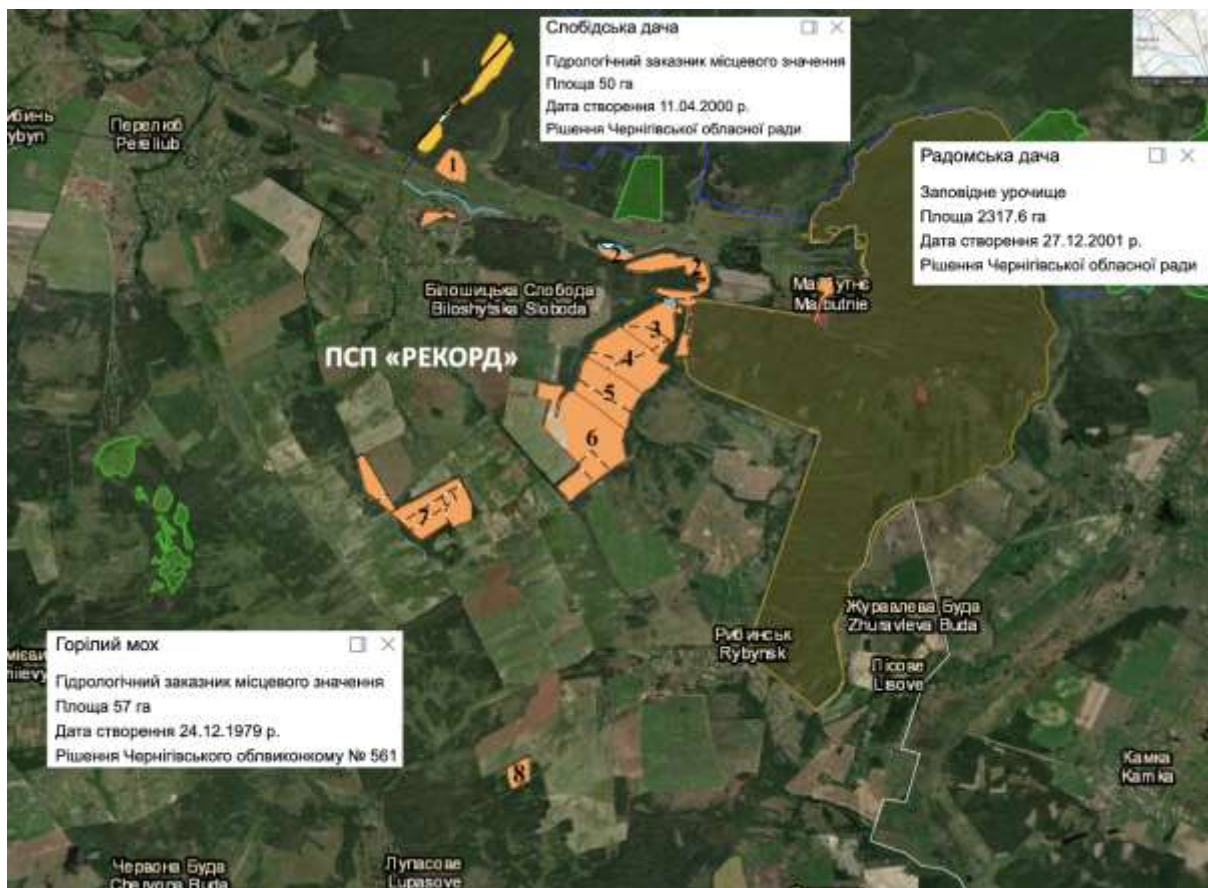 Слобідська дача
Гідрологічний заказник місцевого значення
Площа 50 га
Дата створення 11.04.2000 р.
Рішення Чернігівської обласної ради
Перелюб
Pereliub
Радомська дача
Заповідне урочище
Площа 2317.6 га
Дата створення 27.12.2001 р.
Рішення Чернігівської обласної ради
1
2
2
Білошицька Слобода
Biloshytska Sloboda
3
ПСП «РЕКОРД»
4
5
6
7
Журавлева Буда
Zhuravleva Buda
Рибинськ
Rybynsk
Лісове
Lisove
Горілий мох
Гідрологічний заказник місцевого значення
Площа 57 га
Дата створення 24.12.1979 р.
Рішення Чернігівського облвиконкому № 561
8
Камка
Kamka
Червона Буда
Chervona Buda
Лупасове
Lupasove